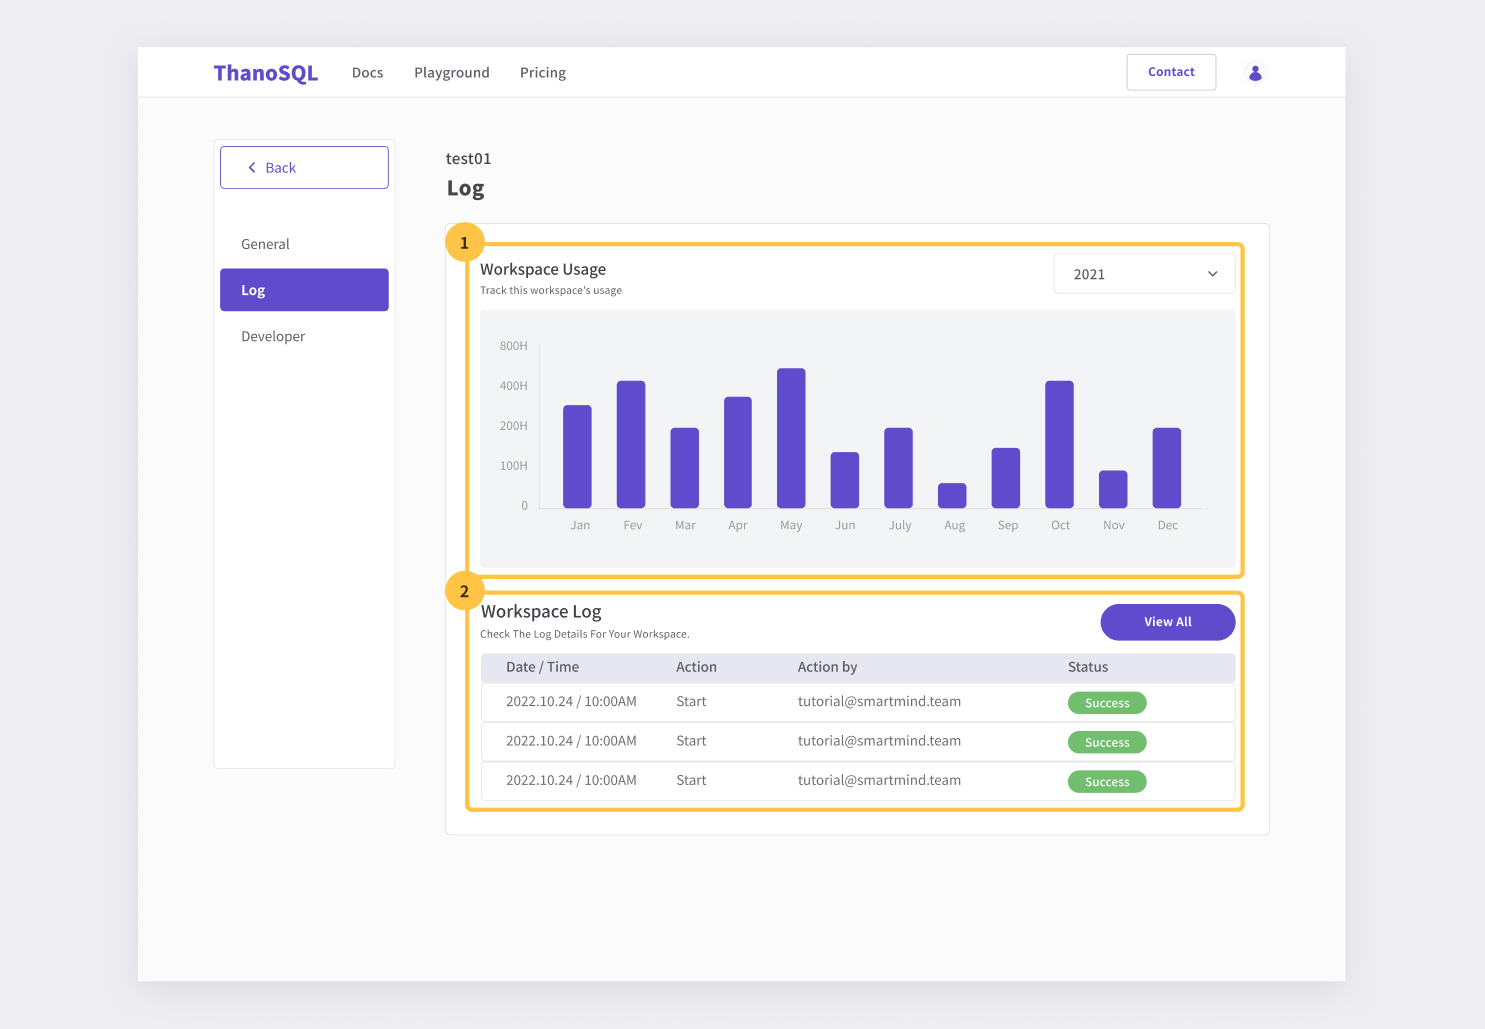 ThanoSQL Docs Playground Pricing Contact
Back
General
Log
Developer
test01
Log
1
Workspace Usage
Track this workspace's usage
2021
800H
400H
200H
100H
0
Jan Fev Mar Apr May Jun July Aug Sep Oct Nov Dec
2
Workspace Log
Check The Log Details For Your Workspace.
View All
Date / Time Action Action by Status
2022.10.24 / 10:00AM Start tutorial@smartmind.team Success
2022.10.24 / 10:00AM Start tutorial@smartmind.team Success
2022.10.24 / 10:00AM Start tutorial@smartmind.team Success